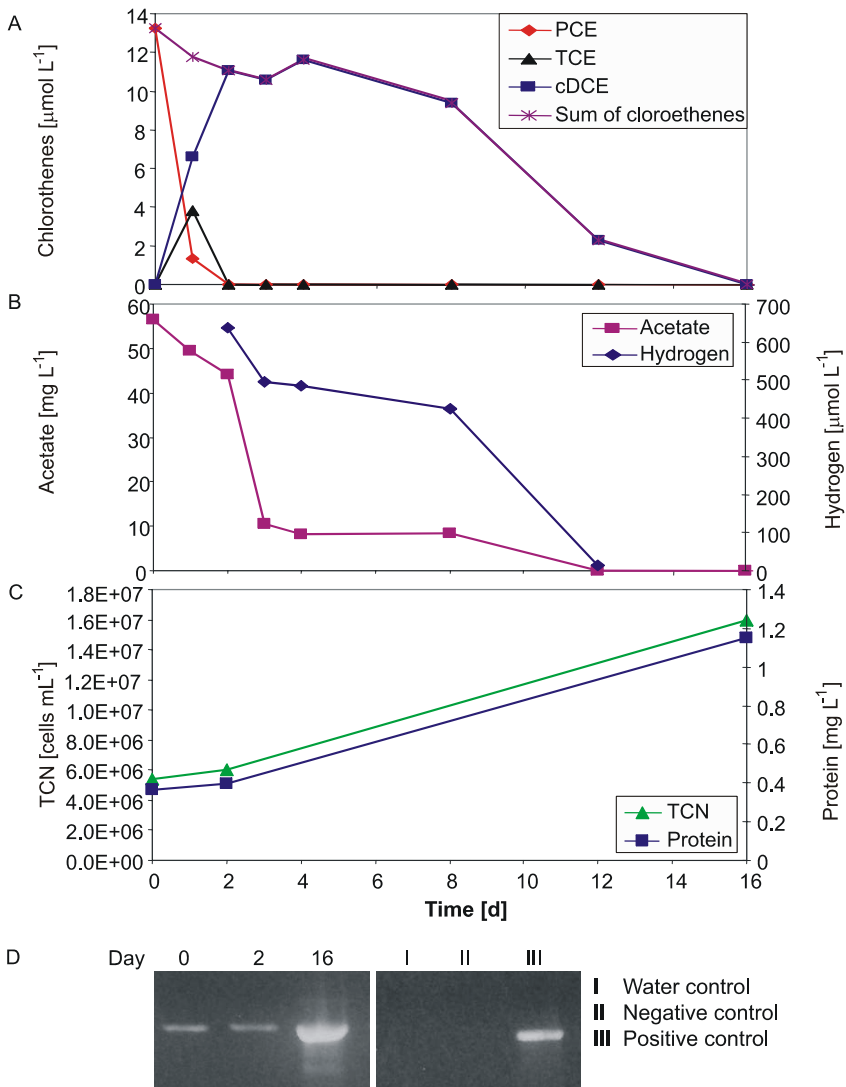 A
Chlorothenes [µmol L⁻¹]
14
12
10
8
6
4
2
0
PCE
TCE
cDCE
Sum of cloroethenes
B
Acetate [mg L⁻¹]
60
50
40
30
20
10
0
Acetate
Hydrogen
700
600
500
400
300
200
100
0
Hydrogen [µmol L⁻¹]
C
TCN [cells mL⁻¹]
1.8E+07
1.6E+07
1.4E+07
1.2E+07
1.0E+07
8.0E+06
6.0E+06
4.0E+06
2.0E+06
0.0E+00
TCN
Protein
1.4
1.2
1
0.8
0.6
0.4
0.2
0
Protein [mg L⁻¹]
0 2 4 6 8 10 12 14 16
Time [d]
D
Day 0 2 16 I II III
I Water control
II Negative control
III Positive control